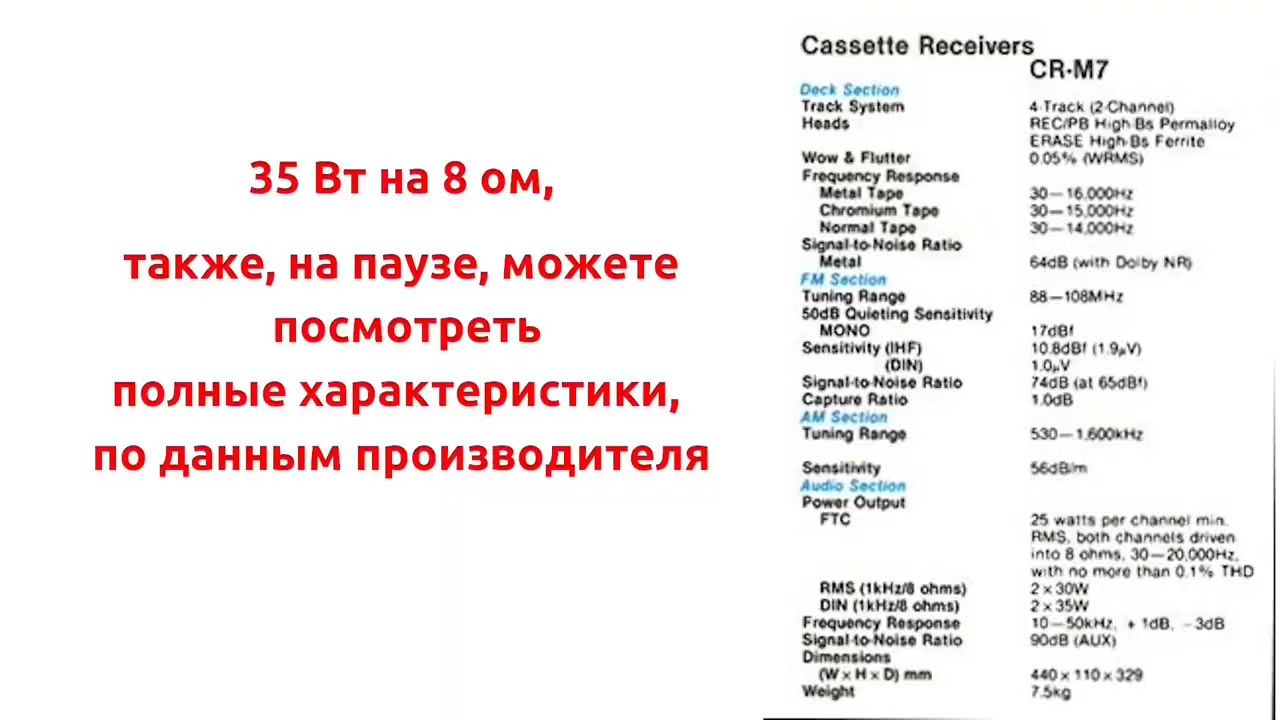 35 Вт на 8 ом,
также, на паузе, можете
посмотреть
полные характеристики,
по данным производителя
Cassette Receivers
CR-M7
Deck Section
Track System 4-Track (2-Channel)
Heads REC/PB High-Bs Permalloy
ERASE High-Bs Ferrite
Wow & Flutter 0.05% (WRMS)
Frequency Response
Metal Tape 30—16,000Hz
Chromium Tape 30—15,000Hz
Normal Tape 30—14,000Hz
Signal-to-Noise Ratio
Metal 64dB (with Dolby NR)
FM Section
Tuning Range 88—108MHz
50dB Quieting Sensitivity
MONO 17dBf
Sensitivity (IHF) 10.8dBf (1.9μV)
(DIN) 1.0μV
Signal-to-Noise Ratio 74dB (at 65dBf)
Capture Ratio 1.0dB
AM Section
Tuning Range 530—1,600kHz
Sensitivity 56dB/m
Audio Section
Power Output
FTC 25 watts per channel min.
RMS, both channels driven
into 8 ohms, 30—20,000Hz,
with no more than 0.1% THD
RMS (1kHz/8 ohms) 2 x 30W
DIN (1kHz/8 ohms) 2 x 35W
Frequency Response 10—50kHz, + 1dB, -3dB
Signal-to-Noise Ratio 90dB (AUX)
Dimensions
(W x H x D) mm 440 x 110 x 329
Weight 7.5kg